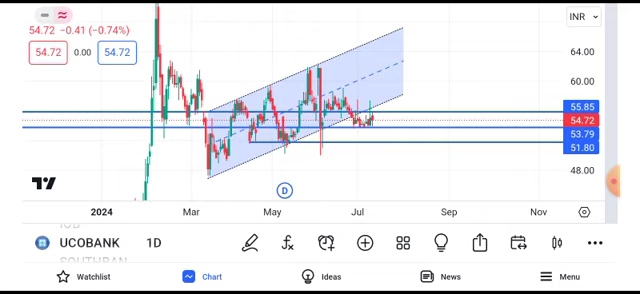 INR
54.72 −0.41 (−0.74%)
54.72 0.00 54.72
64.00
60.00
55.85
54.72
53.79
51.80
48.00
D
2024 Mar May Jul Sep Nov
UCOBANK 1D
Watchlist Chart Ideas News Menu